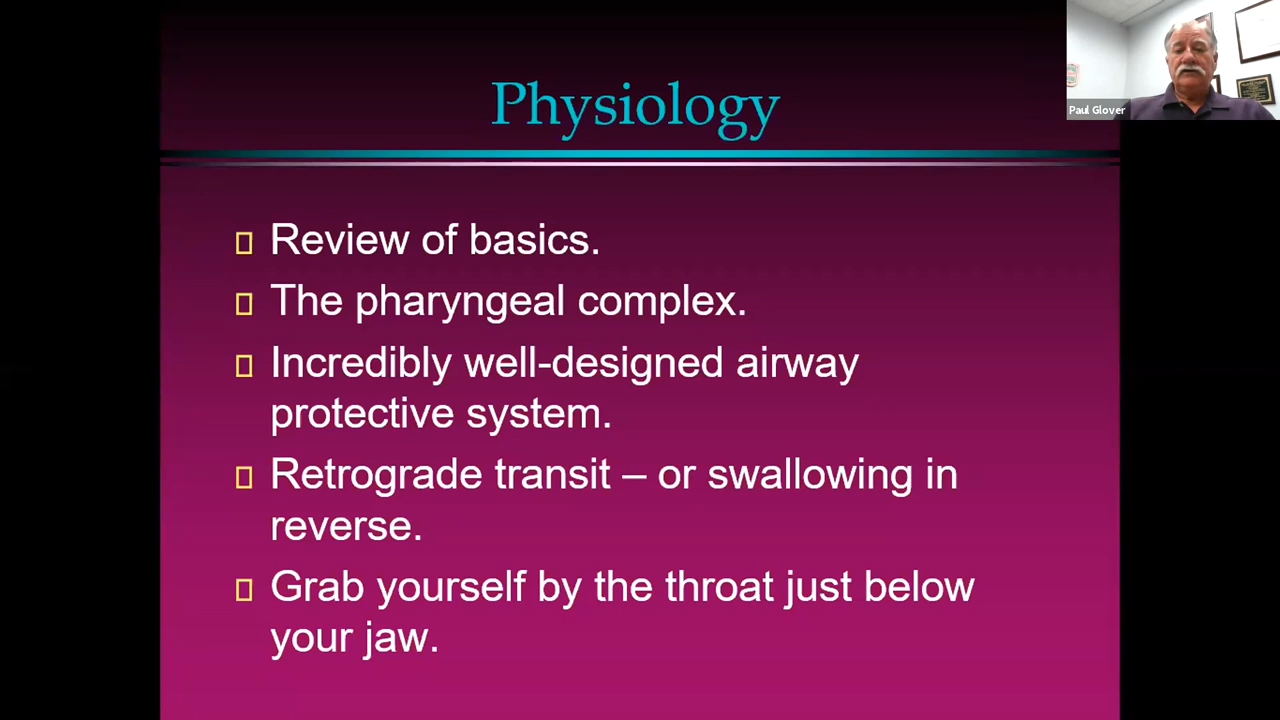 Physiology
Paul Glover
Review of basics.
The pharyngeal complex.
Incredibly well-designed airway
protective system.
Retrograde transit – or swallowing in
reverse.
Grab yourself by the throat just below
your jaw.